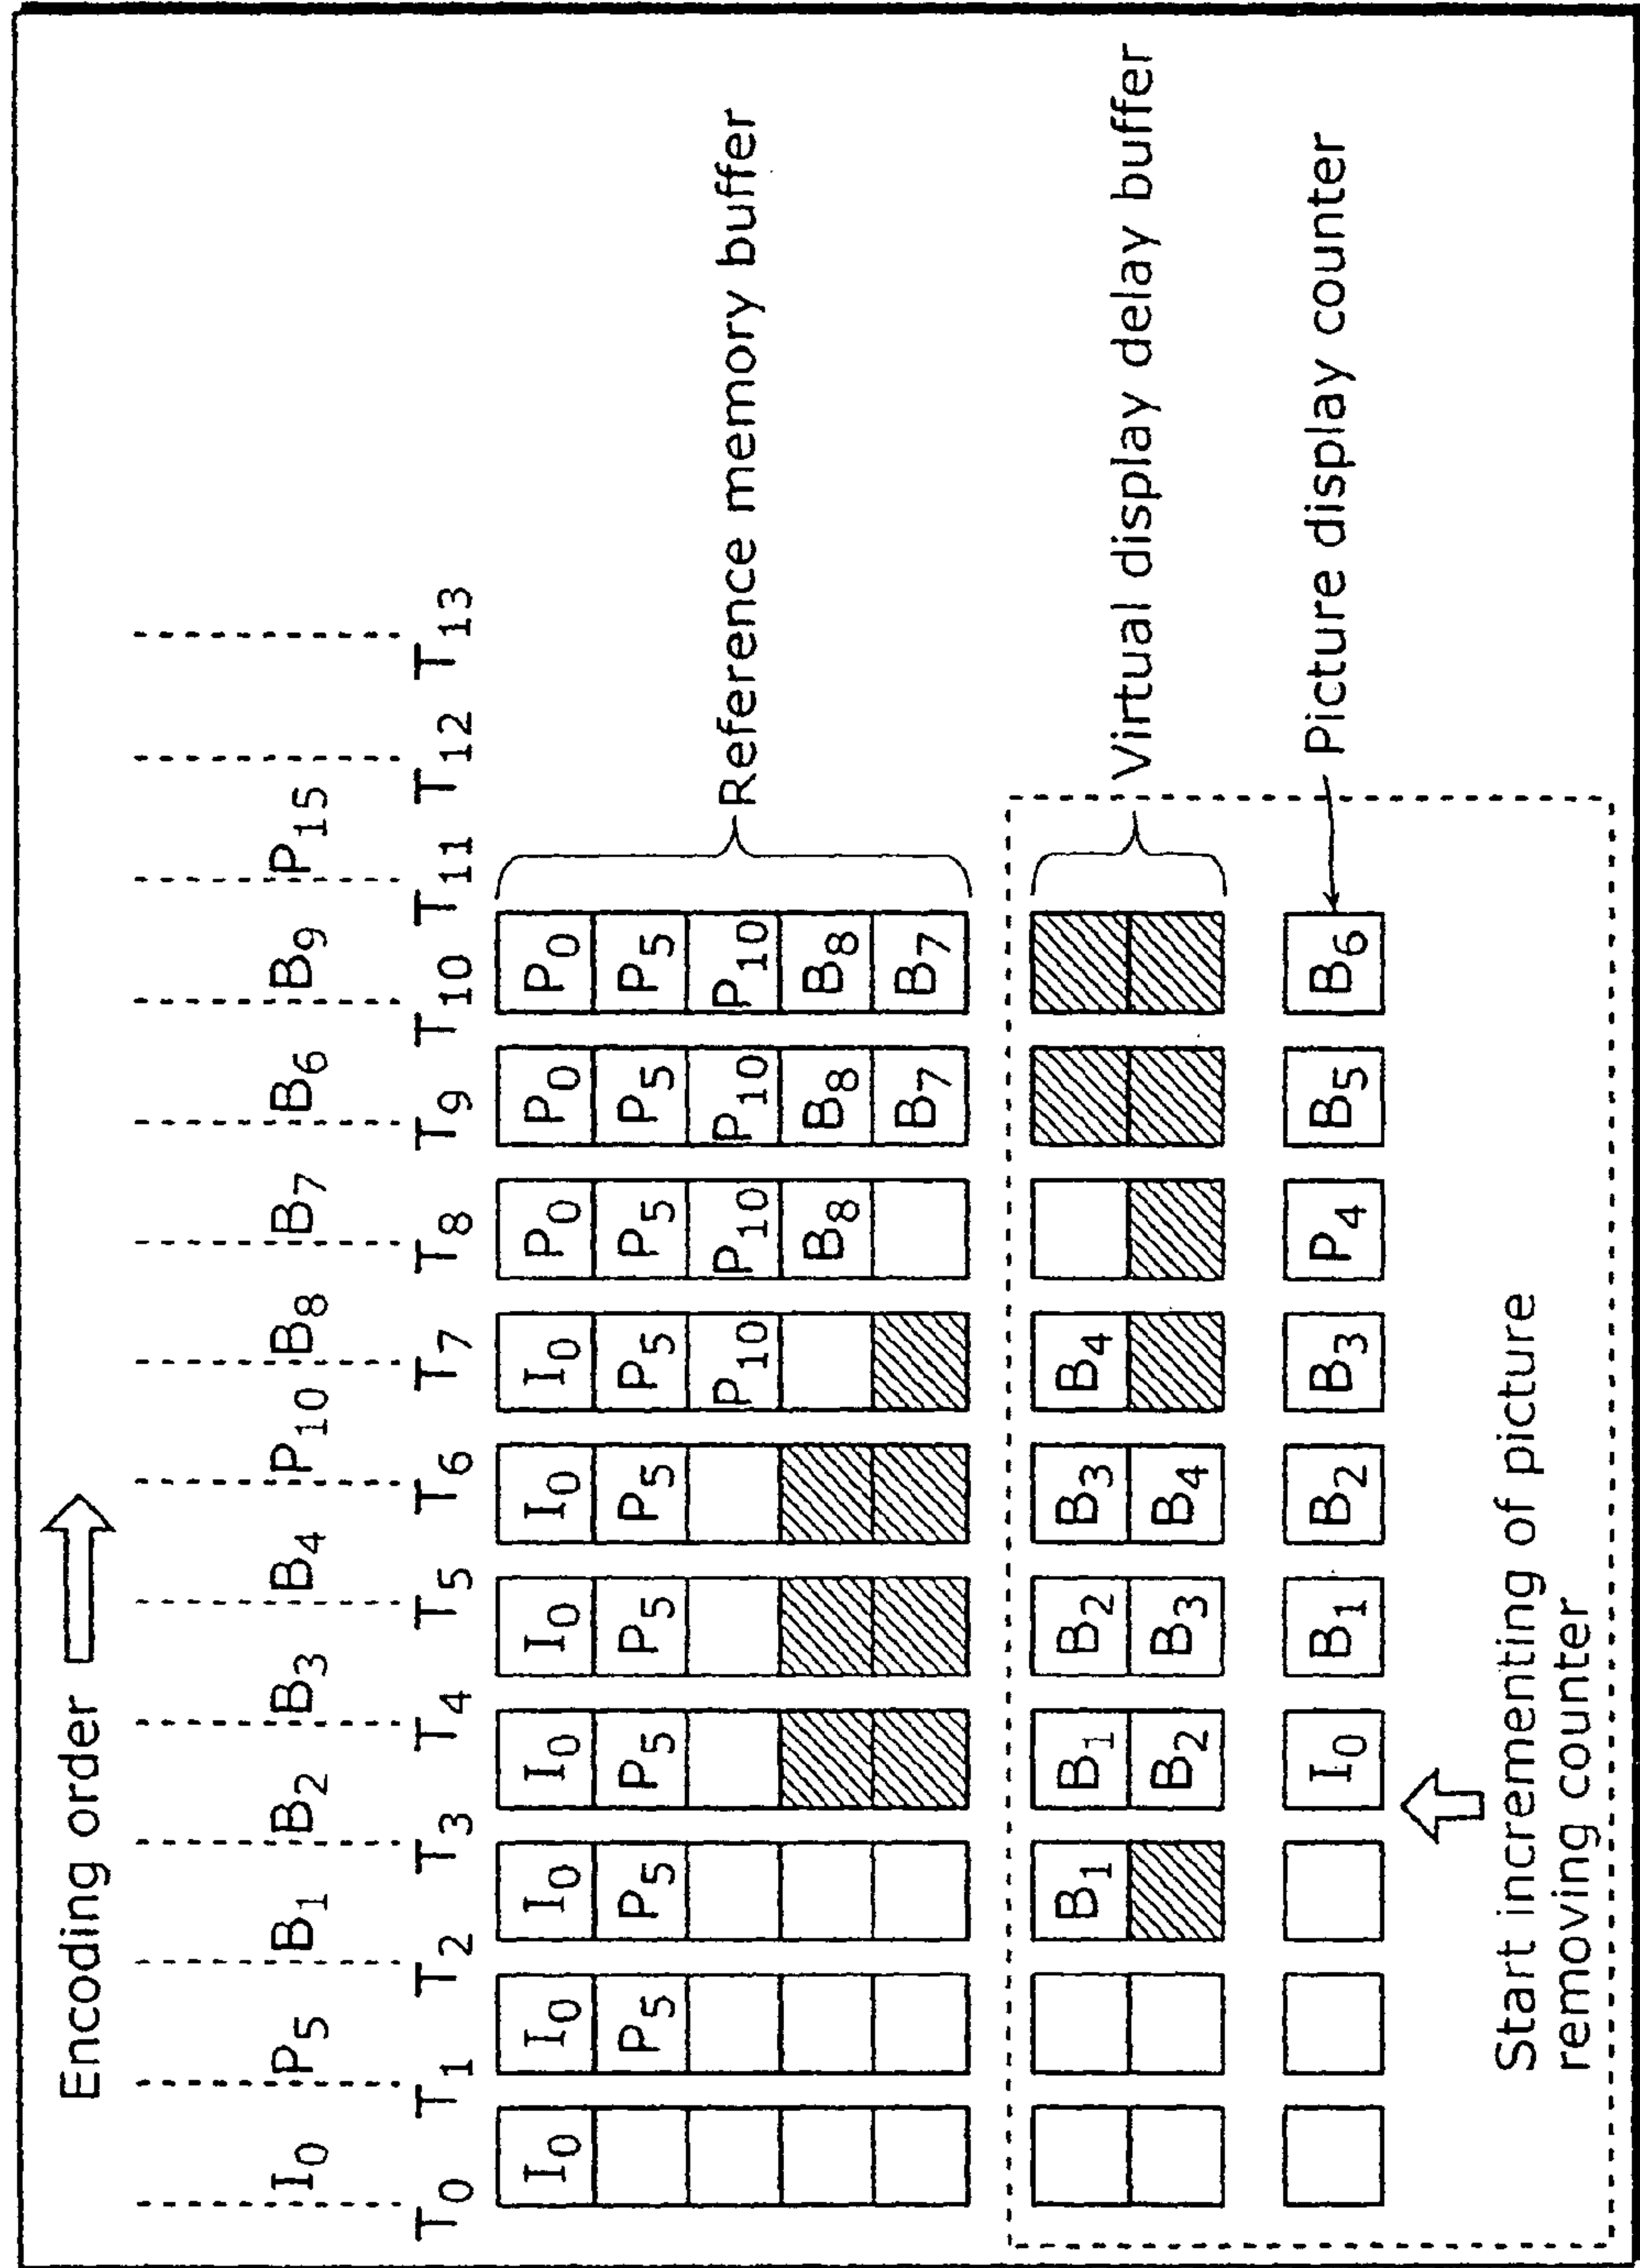 Encoding order
I0 P5 B1 B2 B3 B4 P10 B8 B7 B6 B9 P15
T0 T1 T2 T3 T4 T5 T6 T7 T8 T9 T10 T11 T12 T13
I0 I0 I0 I0 I0 I0 I0 P0 P0 P0
P5 P5 P5 P5 P5 P5 P5 P5 P5
P10 P10 P10 P10
B8 B8 B8
B7 B7
Reference memory buffer
B1 B1 B2 B3 B4
B2 B3 B4
Virtual display delay buffer
I0 B1 B2 B3 P4 B5 B6
Picture display counter
Start incrementing of picture
removing counter